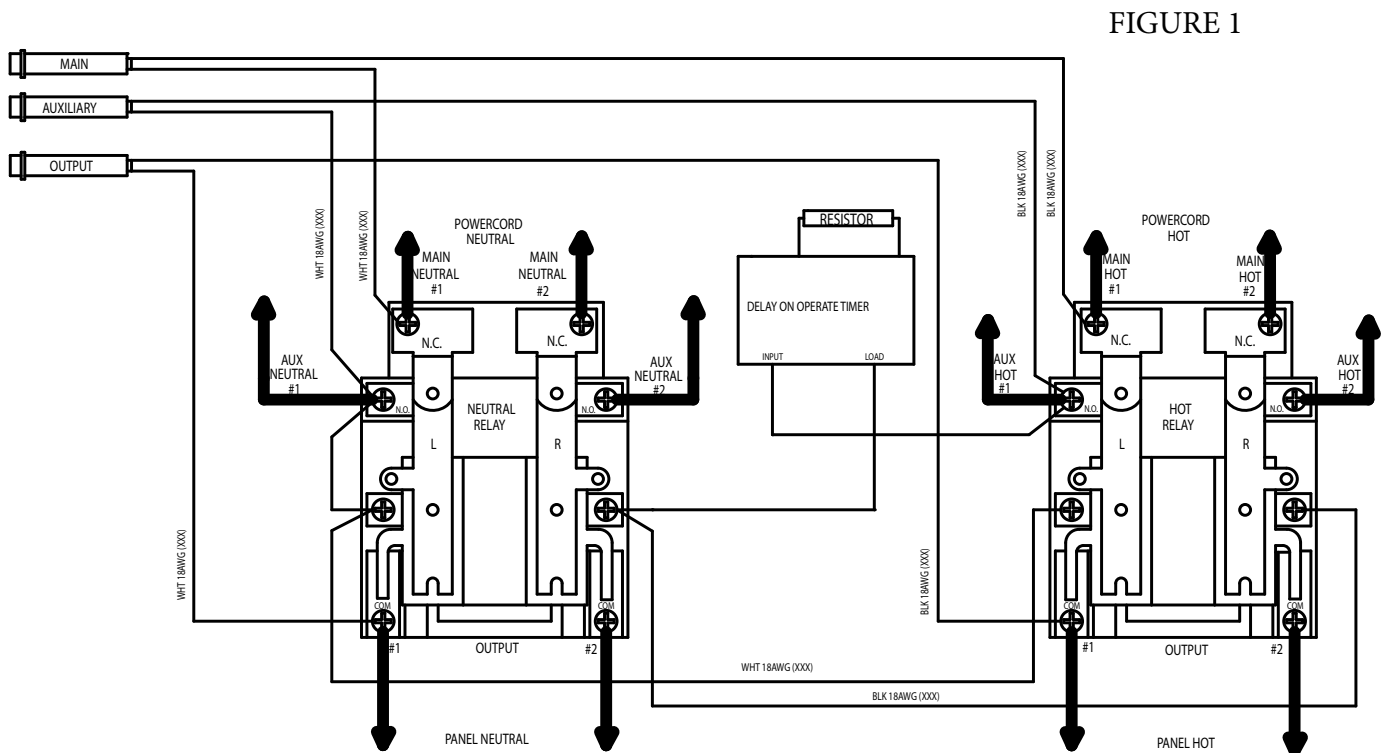 FIGURE 1
MAIN
AUXILIARY
OUTPUT
WHT 18AWG (XXX)
WHT 18AWG (XXX)
WHT 18AWG (XXX)
POWERCORD
NEUTRAL
MAIN
NEUTRAL
#1
MAIN
NEUTRAL
#2
N.C.
N.C.
AUX
NEUTRAL
#1
AUX
NEUTRAL
#2
N.O.
N.O.
NEUTRAL
RELAY
L
R
COM
COM
#1
OUTPUT
#2
PANEL NEUTRAL
RESISTOR
DELAY ON OPERATE TIMER
INPUT
LOAD
BLK 18AWG (XXX)
BLK 18AWG (XXX)
BLK 18AWG (XXX)
POWERCORD
HOT
MAIN
HOT
#1
MAIN
HOT
#2
N.C.
N.C.
AUX
HOT
#1
AUX
HOT
#2
N.O.
N.O.
HOT
RELAY
L
R
COM
COM
#1
OUTPUT
#2
WHT 18AWG (XXX)
BLK 18AWG (XXX)
PANEL HOT